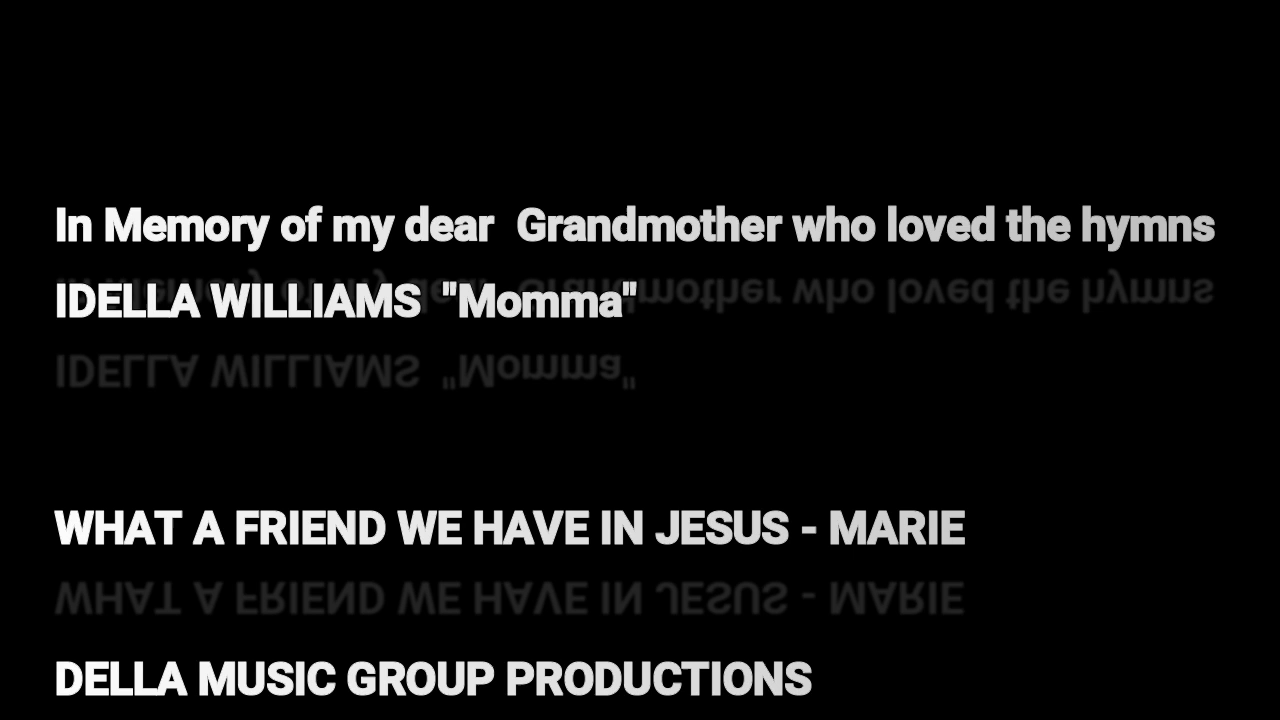 In Memory of my dear  Grandmother who loved the hymns
IDELLA WILLIAMS  "Momma"
WHAT A FRIEND WE HAVE IN JESUS - MARIE
DELLA MUSIC GROUP PRODUCTIONS